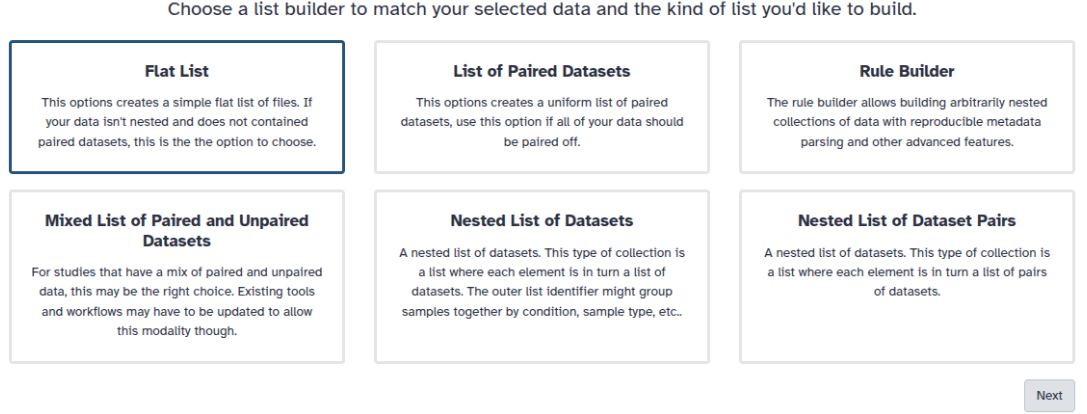 Choose a list builder to match your selected data and the kind of list you'd like to build.
Flat List
This options creates a simple flat list of files. If
your data isn't nested and does not contained
paired datasets, this is the the option to choose.
List of Paired Datasets
This options creates a uniform list of paired
datasets, use this option if all of your data should
be paired off.
Rule Builder
The rule builder allows building arbitrarily nested
collections of data with reproducible metadata
parsing and other advanced features.
Mixed List of Paired and Unpaired
Datasets
For studies that have a mix of paired and unpaired
data, this may be the right choice. Existing tools
and workflows may have to be updated to allow
this modality though.
Nested List of Datasets
A nested list of datasets. This type of collection is
a list where each element is in turn a list of
datasets. The outer list identifier might group
samples together by condition, sample type, etc..
Nested List of Dataset Pairs
A nested list of datasets. This type of collection is
a list where each element is in turn a list of pairs
of datasets.
Next